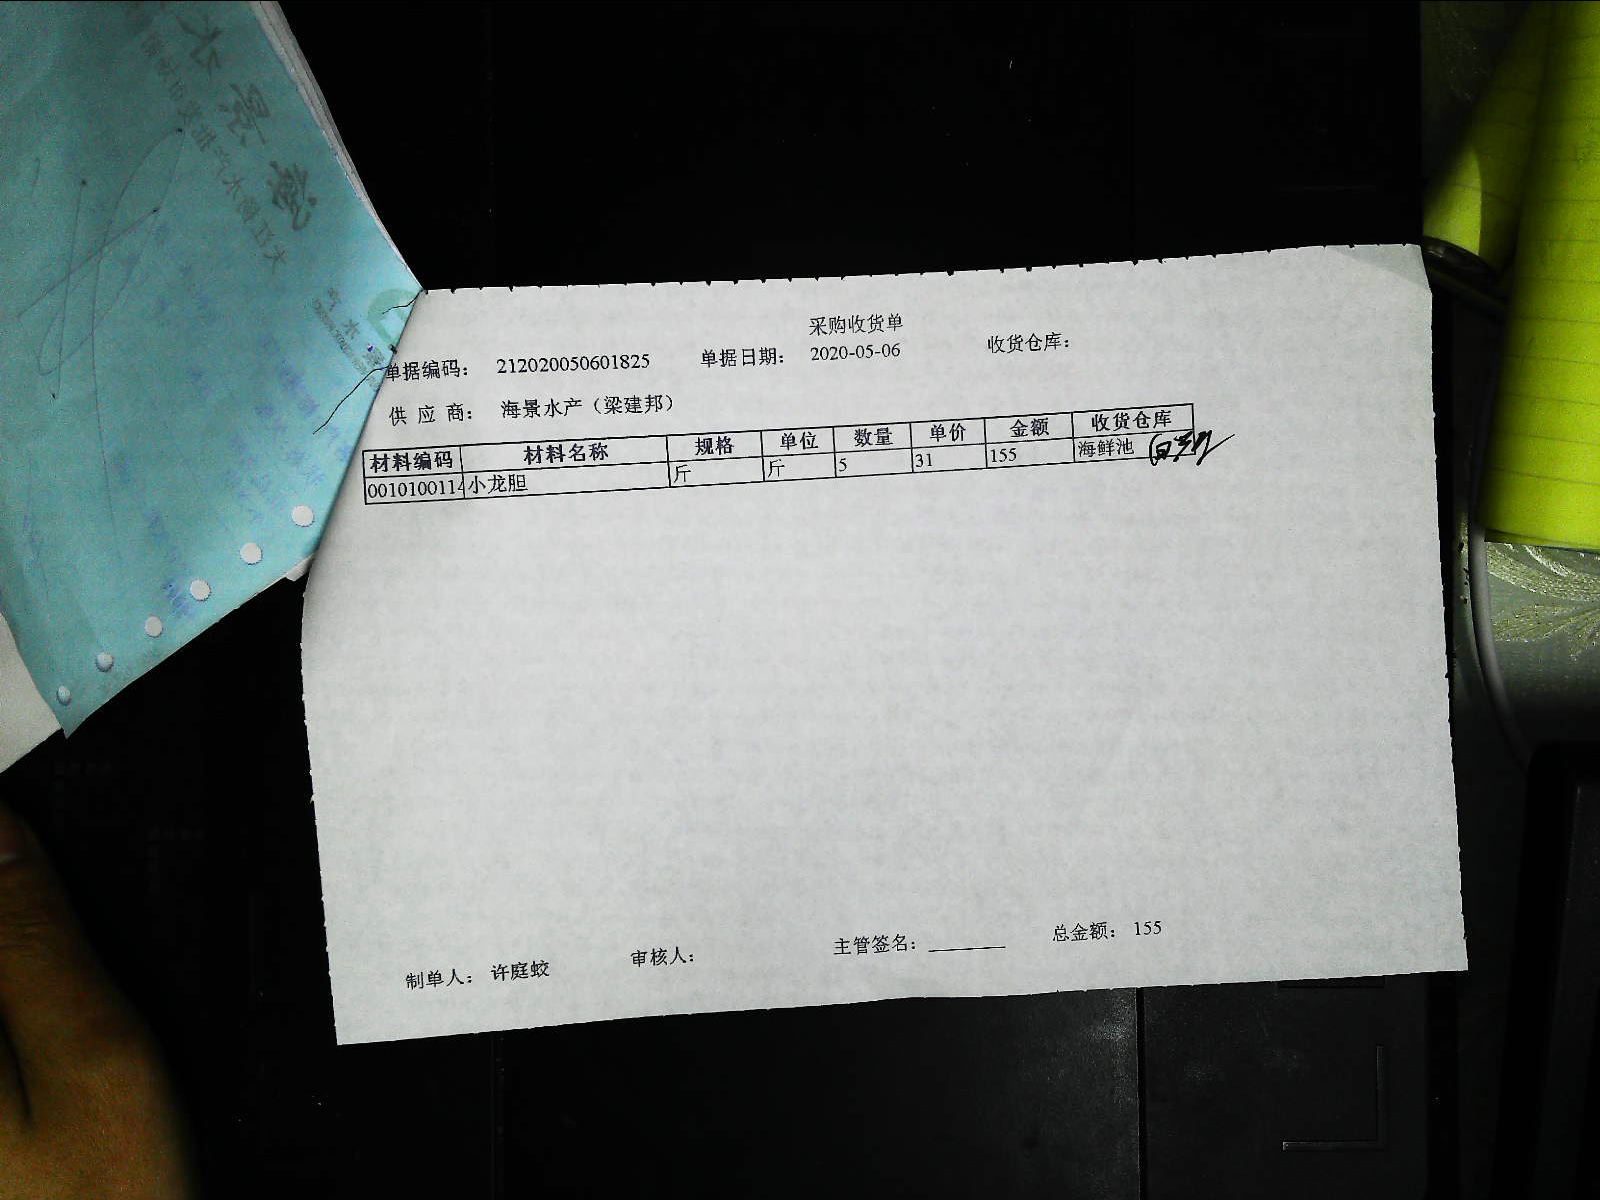 采购收货单
单据编码： 212020050601825 单据日期： 2020-05-06 收货仓库：
供 应 商： 海景水产（梁建邦）
材料编码 材料名称 规格 单位 数量 单价 金额 收货仓库
0010100114 小龙胆 斤 斤 5 31 155 海鲜池
制单人： 许庭蛟 审核人： 主管签名： ________ 总金额： 155